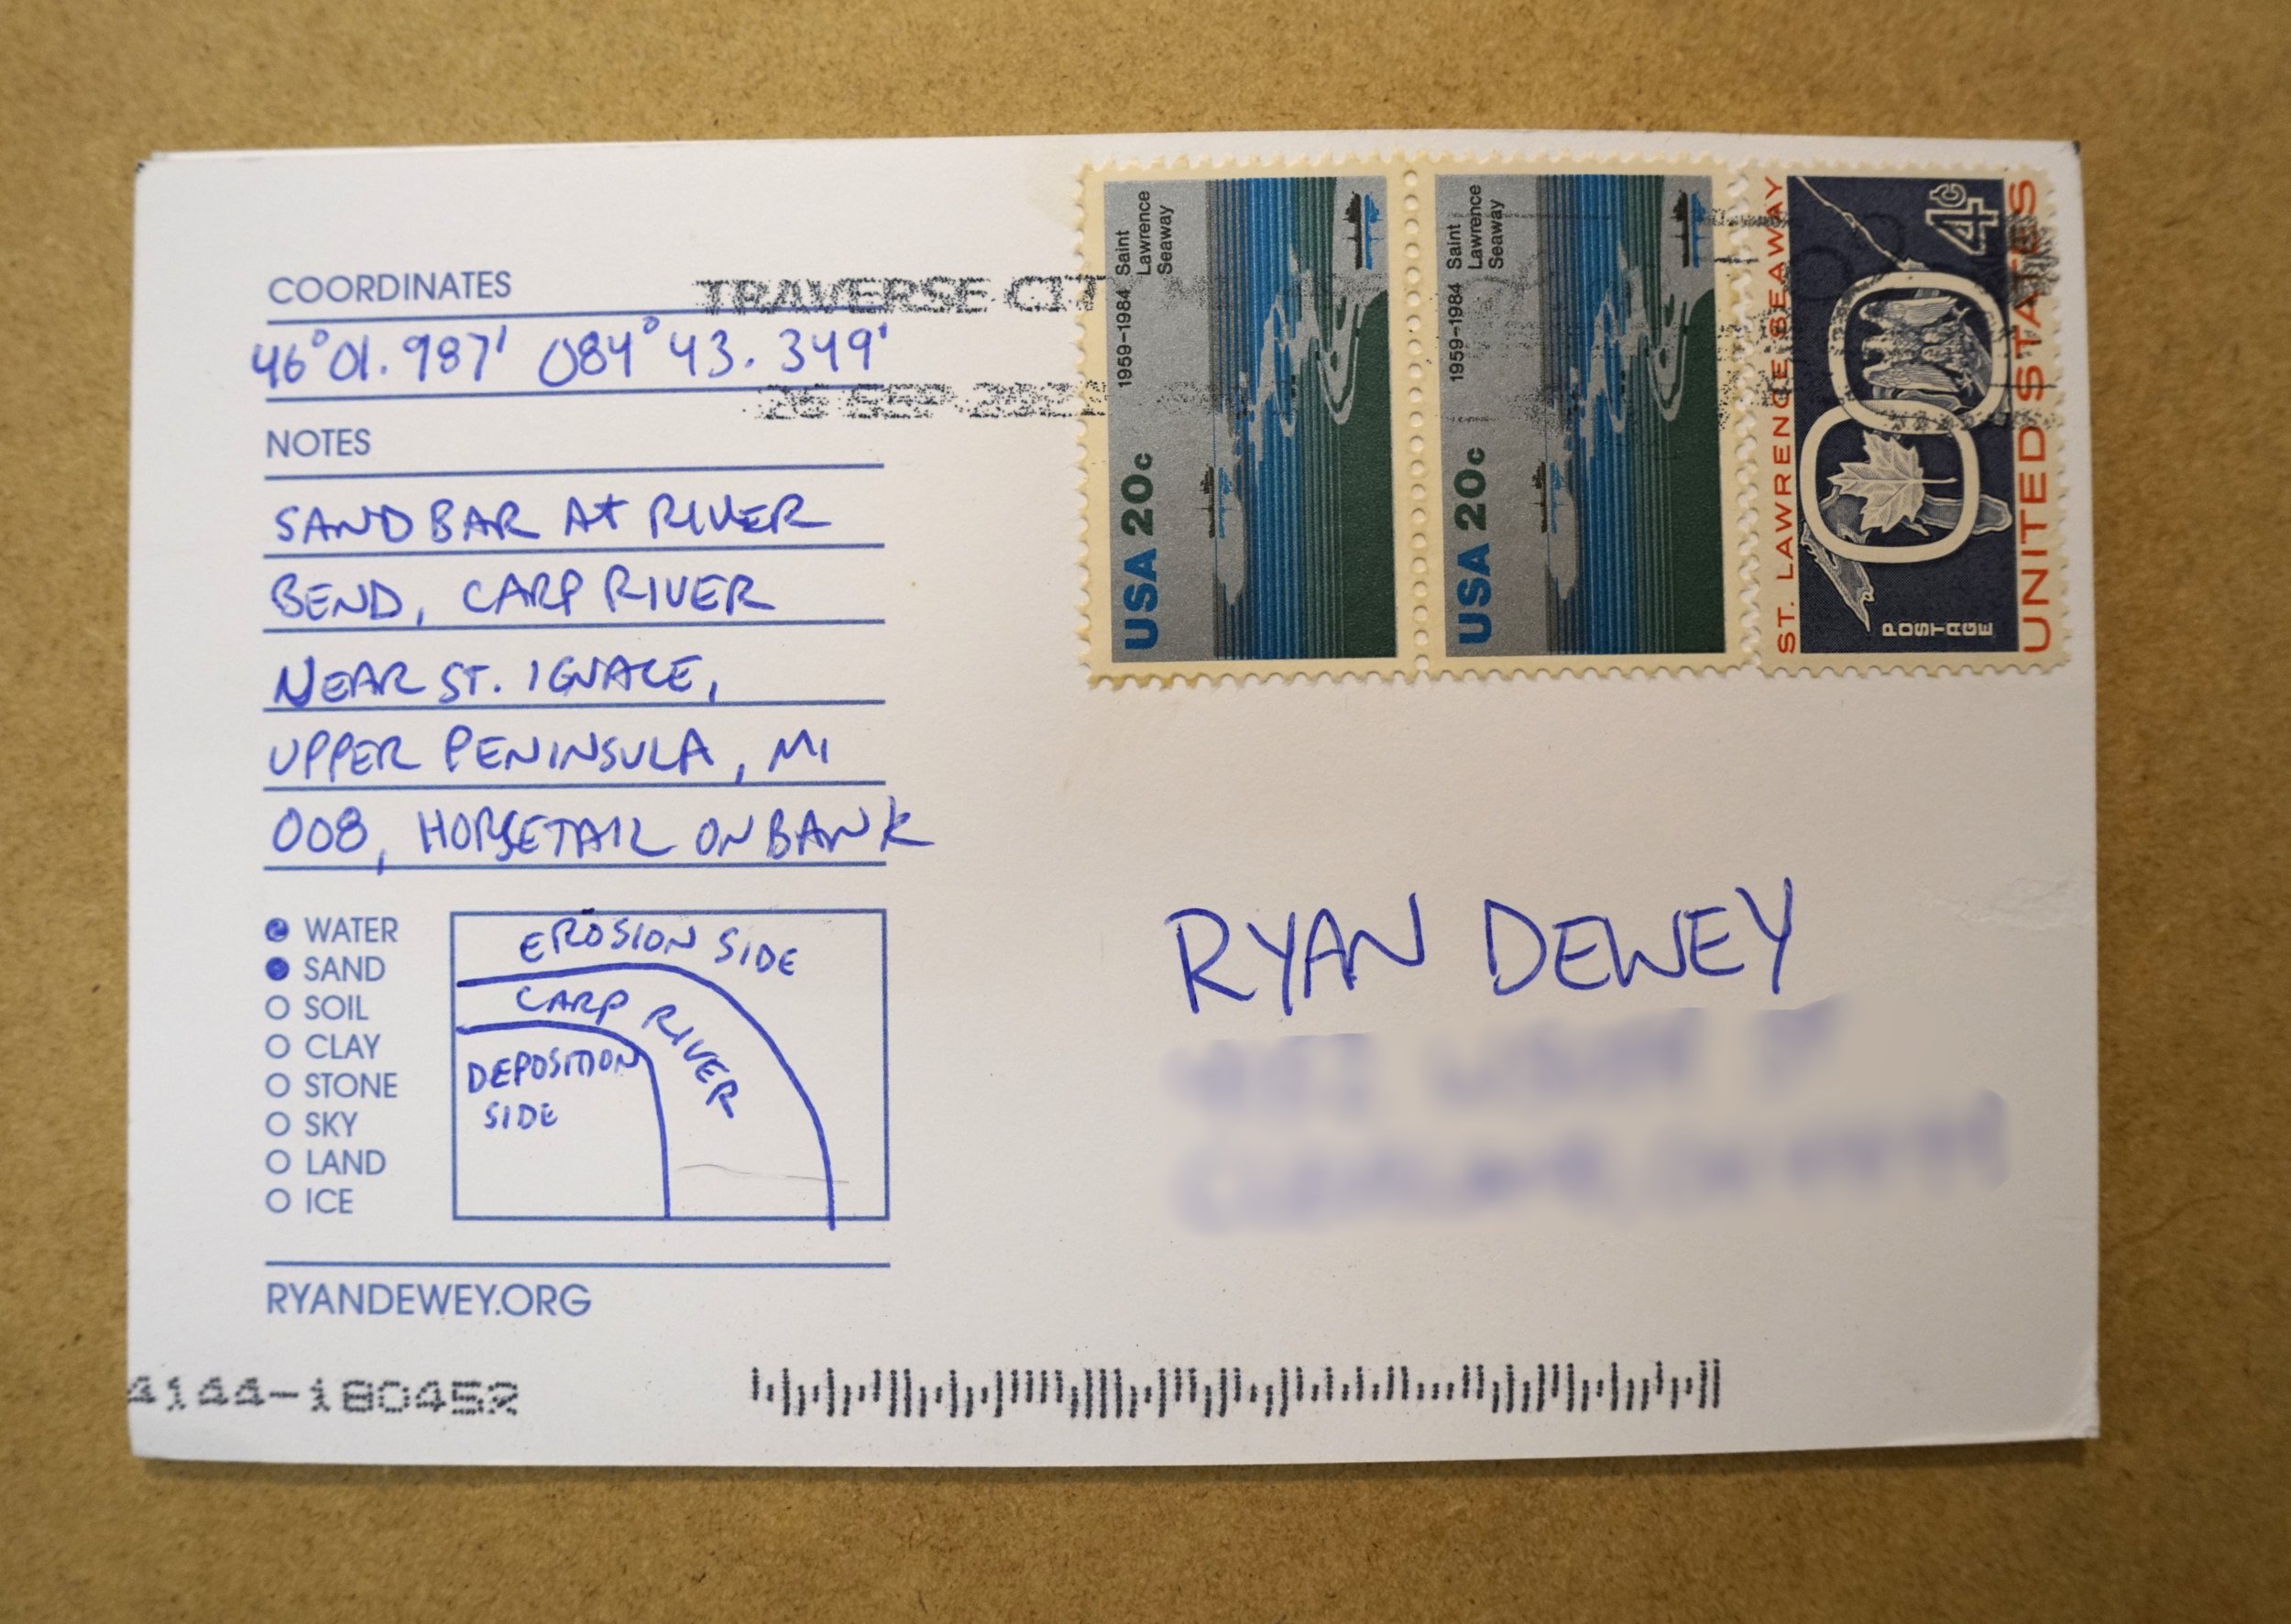 COORDINATES
46°01.987' 084°43.349'
NOTES
SANDBAR AT RIVER
BEND, CARP RIVER
NEAR ST. IGNACE,
UPPER PENINSULA, MI
008, HORSETAIL ON BANK
WATER
SAND
SOIL
CLAY
STONE
SKY
LAND
ICE
EROSION SIDE
CARP RIVER
DEPOSITION
SIDE
RYANDEWEY.ORG
4144-180452
TRAVERSE CIT
26 SEP
USA 20c
1959-1984 Saint
Lawrence
Seaway
USA 20c
1959-1984 Saint
Lawrence
Seaway
ST. LAWRENCE SEAWAY
4¢
POSTAGE
UNITED STATES
RYAN DEWEY